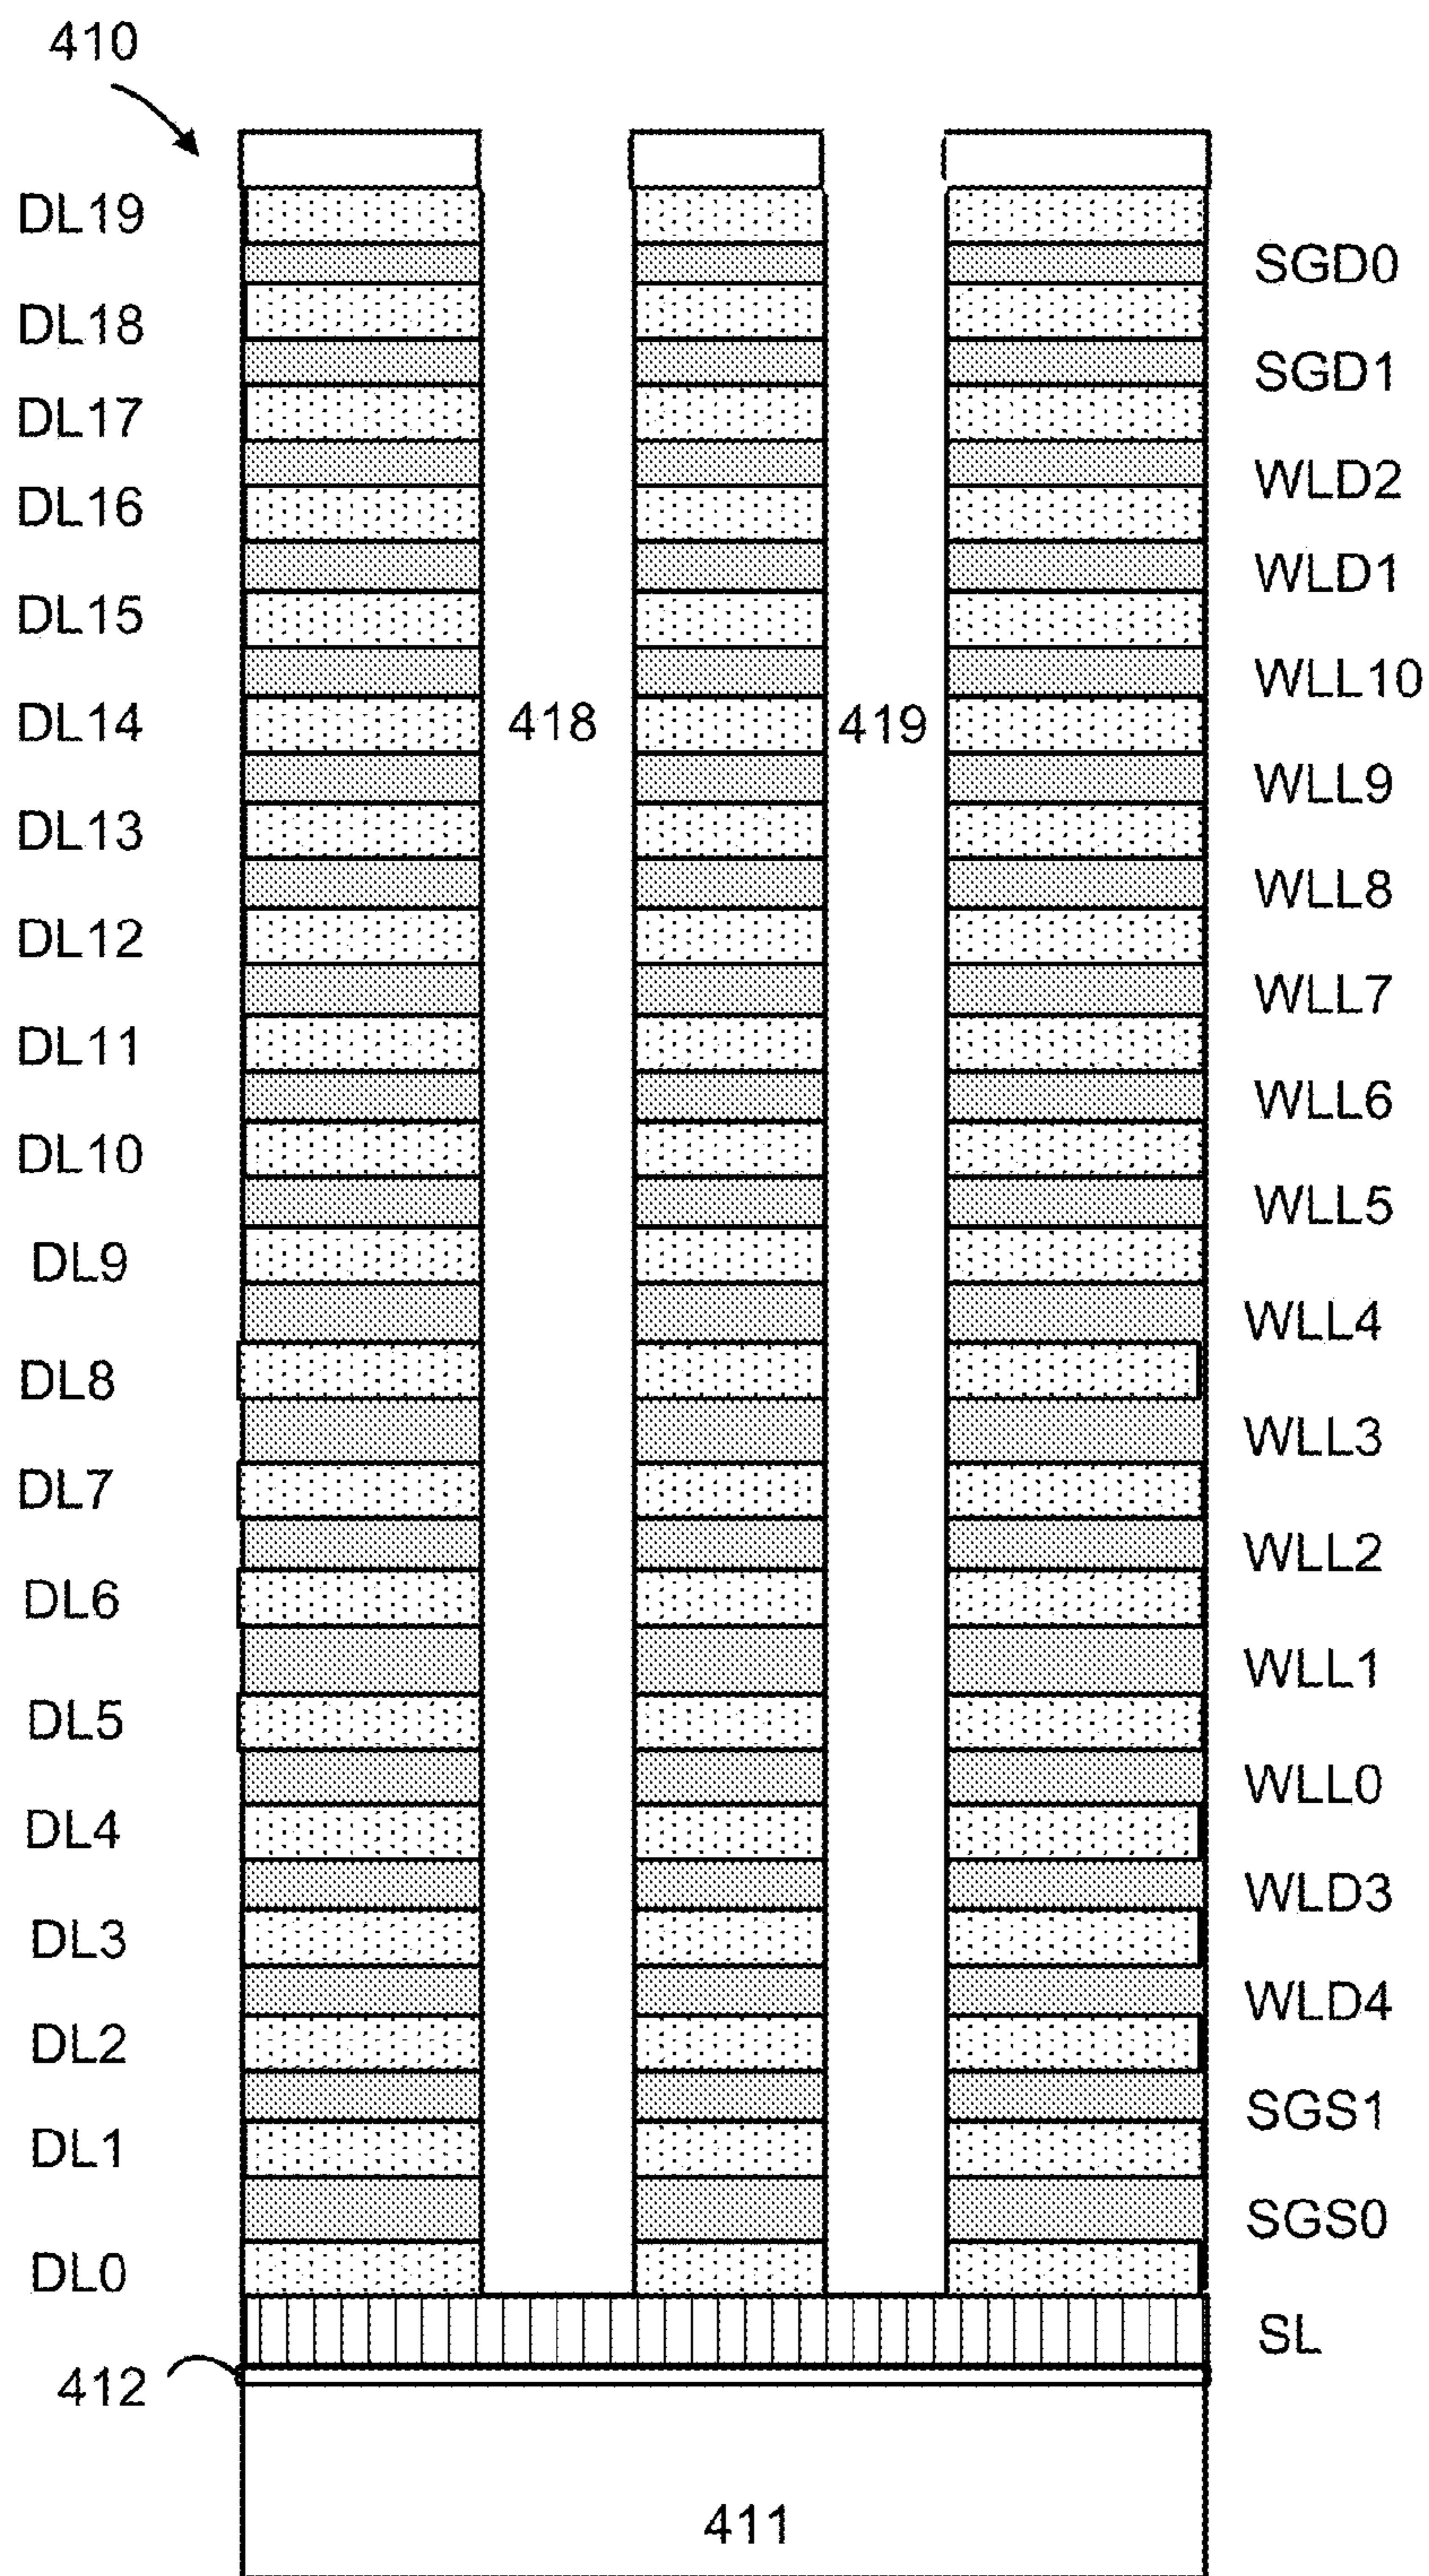 410
DL19
SGD0
DL18
SGD1
DL17
WLD2
DL16
WLD1
DL15
WLL10
DL14
418
419
WLL9
DL13
WLL8
DL12
WLL7
DL11
WLL6
DL10
WLL5
DL9
WLL4
DL8
WLL3
DL7
WLL2
DL6
WLL1
DL5
WLL0
DL4
WLD3
DL3
WLD4
DL2
SGS1
DL1
SGS0
DL0
SL
412
411